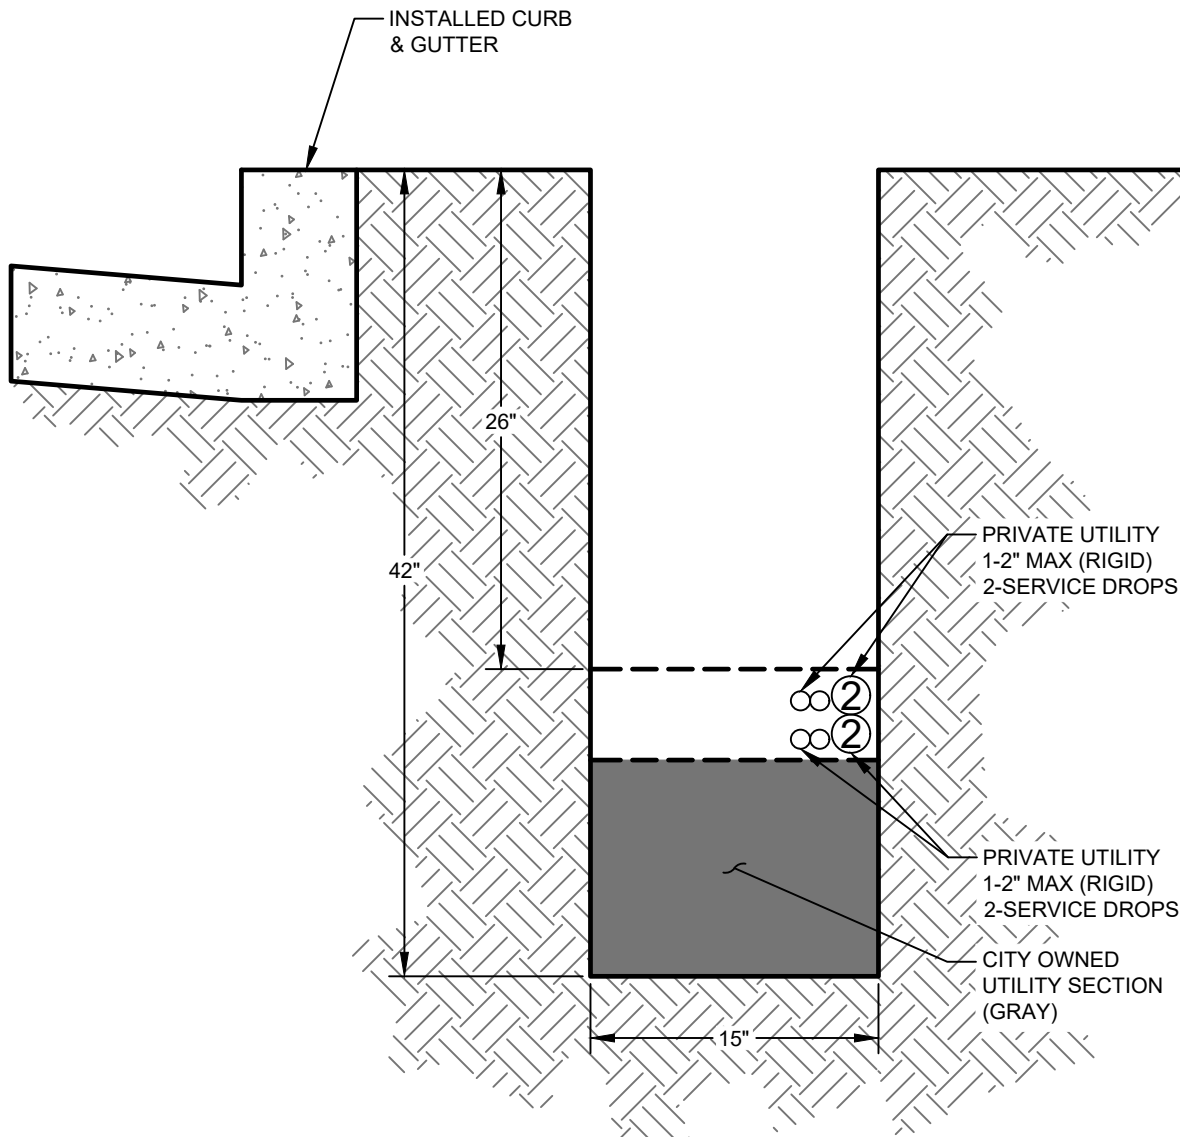 INSTALLED CURB
& GUTTER
26"
42"
PRIVATE UTILITY
1-2" MAX (RIGID)
2-SERVICE DROPS
2
2
PRIVATE UTILITY
1-2" MAX (RIGID)
2-SERVICE DROPS
CITY OWNED
UTILITY SECTION
(GRAY)
15"